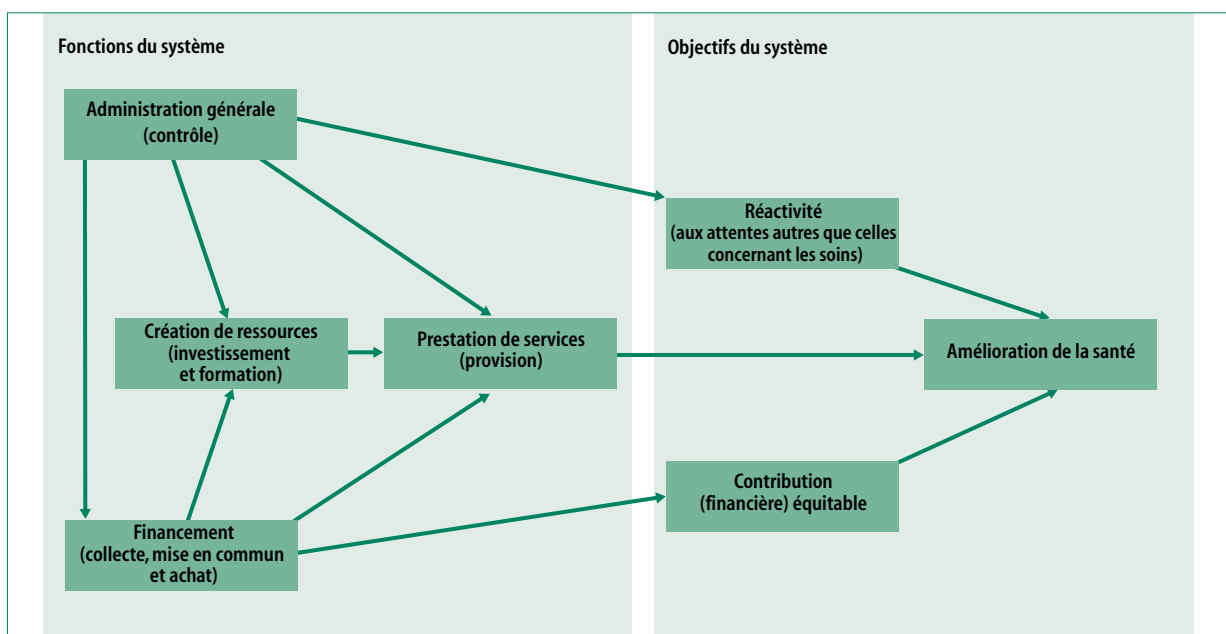 Fonctions du système
Objectifs du système
Administration générale
(contrôle)
Réactivité
(aux attentes autres que celles
concernant les soins)
Création de ressources
(investissement
et formation)
Prestation de services
(provision)
Amélioration de la santé
Contribution
(financière) équitable
Financement
(collecte, mise en commun
et achat)